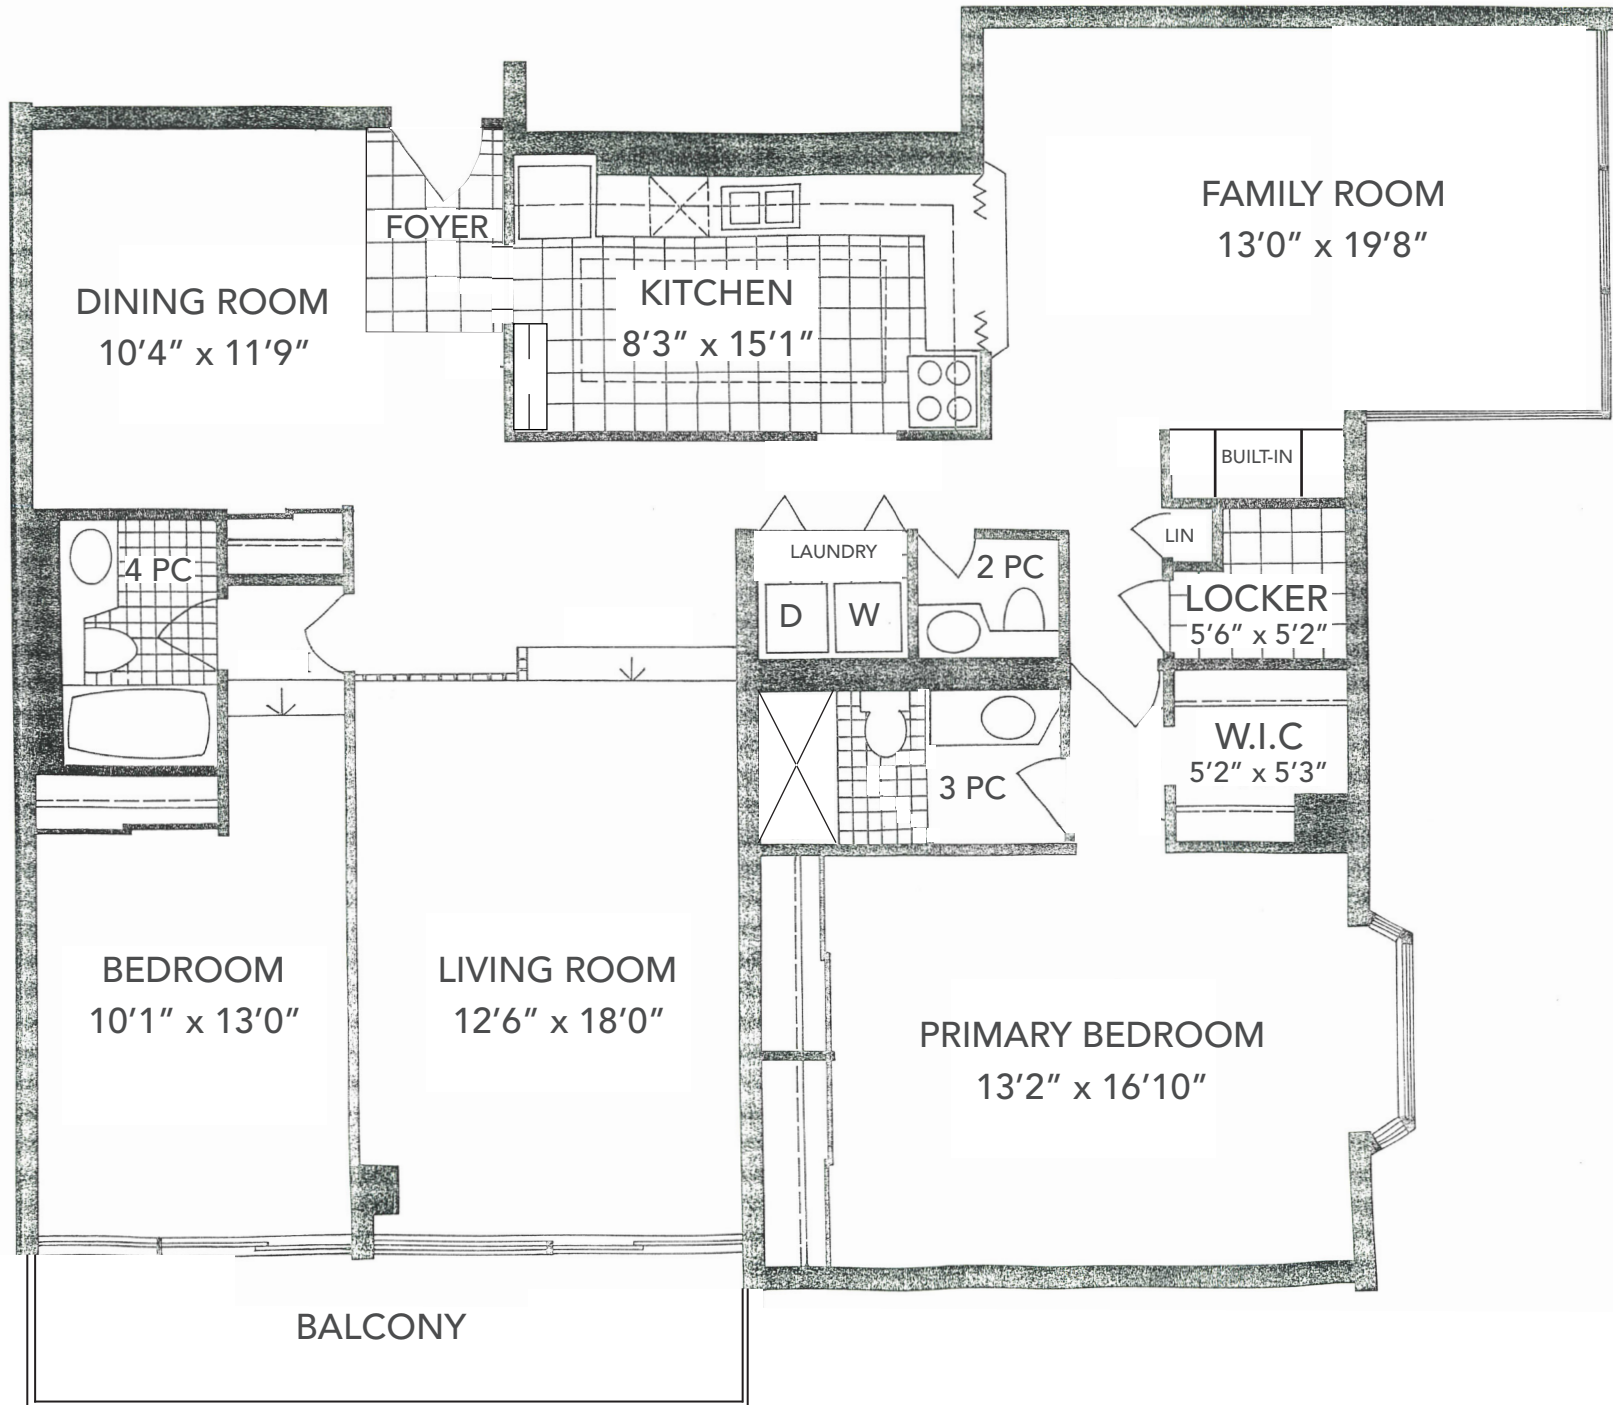 FAMILY ROOM
13’0” x 19’8”
FOYER
KITCHEN
8’3” x 15’1”
DINING ROOM
10’4” x 11’9”
BUILT-IN
LIN
LAUNDRY
2 PC
4 PC
D
W
LOCKER
5’6” x 5’2”
W.I.C
5’2” x 5’3”
3 PC
BEDROOM
10’1” x 13’0”
LIVING ROOM
12’6” x 18’0”
PRIMARY BEDROOM
13’2” x 16’10”
BALCONY